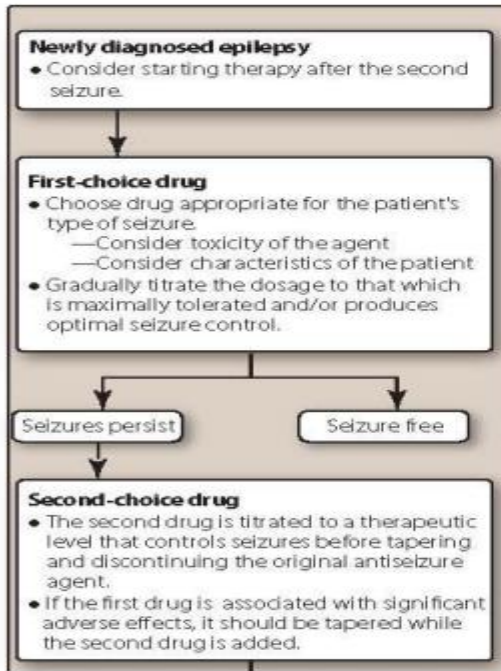 Newly diagnosed epilepsy
• Consider starting therapy after the second
seizure.
First-choice drug
• Choose drug appropriate for the patient's
type of seizure.
—Consider toxicity of the agent
—Consider characteristics of the patient
• Gradually titrate the dosage to that which
is maximally tolerated and/or produces
optimal seizure control.
Seizures persist
Seizure free
Second-choice drug
• The second drug is titrated to a therapeutic
level that controls seizures before tapering
and discontinuing the original antiseizure
agent.
• If the first drug is associated with significant
adverse effects, it should be tapered while
the second drug is added.